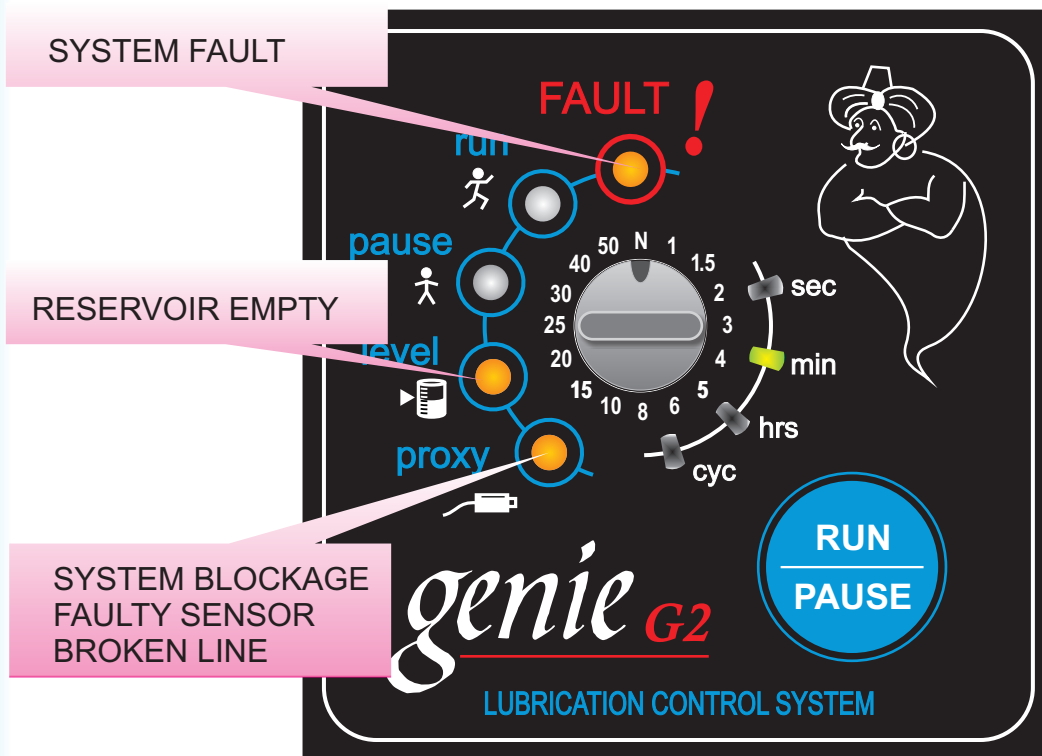 SYSTEM FAULT
FAULT !
run
pause
RESERVOIR EMPTY
level
proxy
SYSTEM BLOCKAGE
FAULTY SENSOR
BROKEN LINE
N
1
1.5
2
3
4
5
6
8
10
15
20
25
30
40
50
sec
min
hrs
cyc
RUN
PAUSE
genie G2
LUBRICATION CONTROL SYSTEM